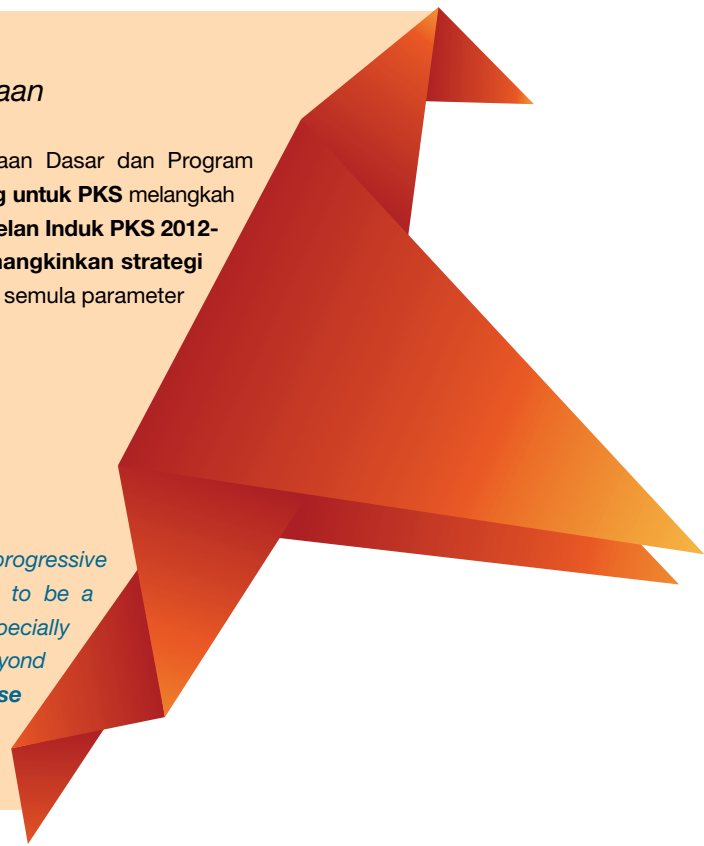 aan
aan Dasar dan Program
g untuk PKS melangkah
elan Induk PKS 2012-
nangkinkan strategi
semula parameter
progressive
to be a
pecially
eyond
se